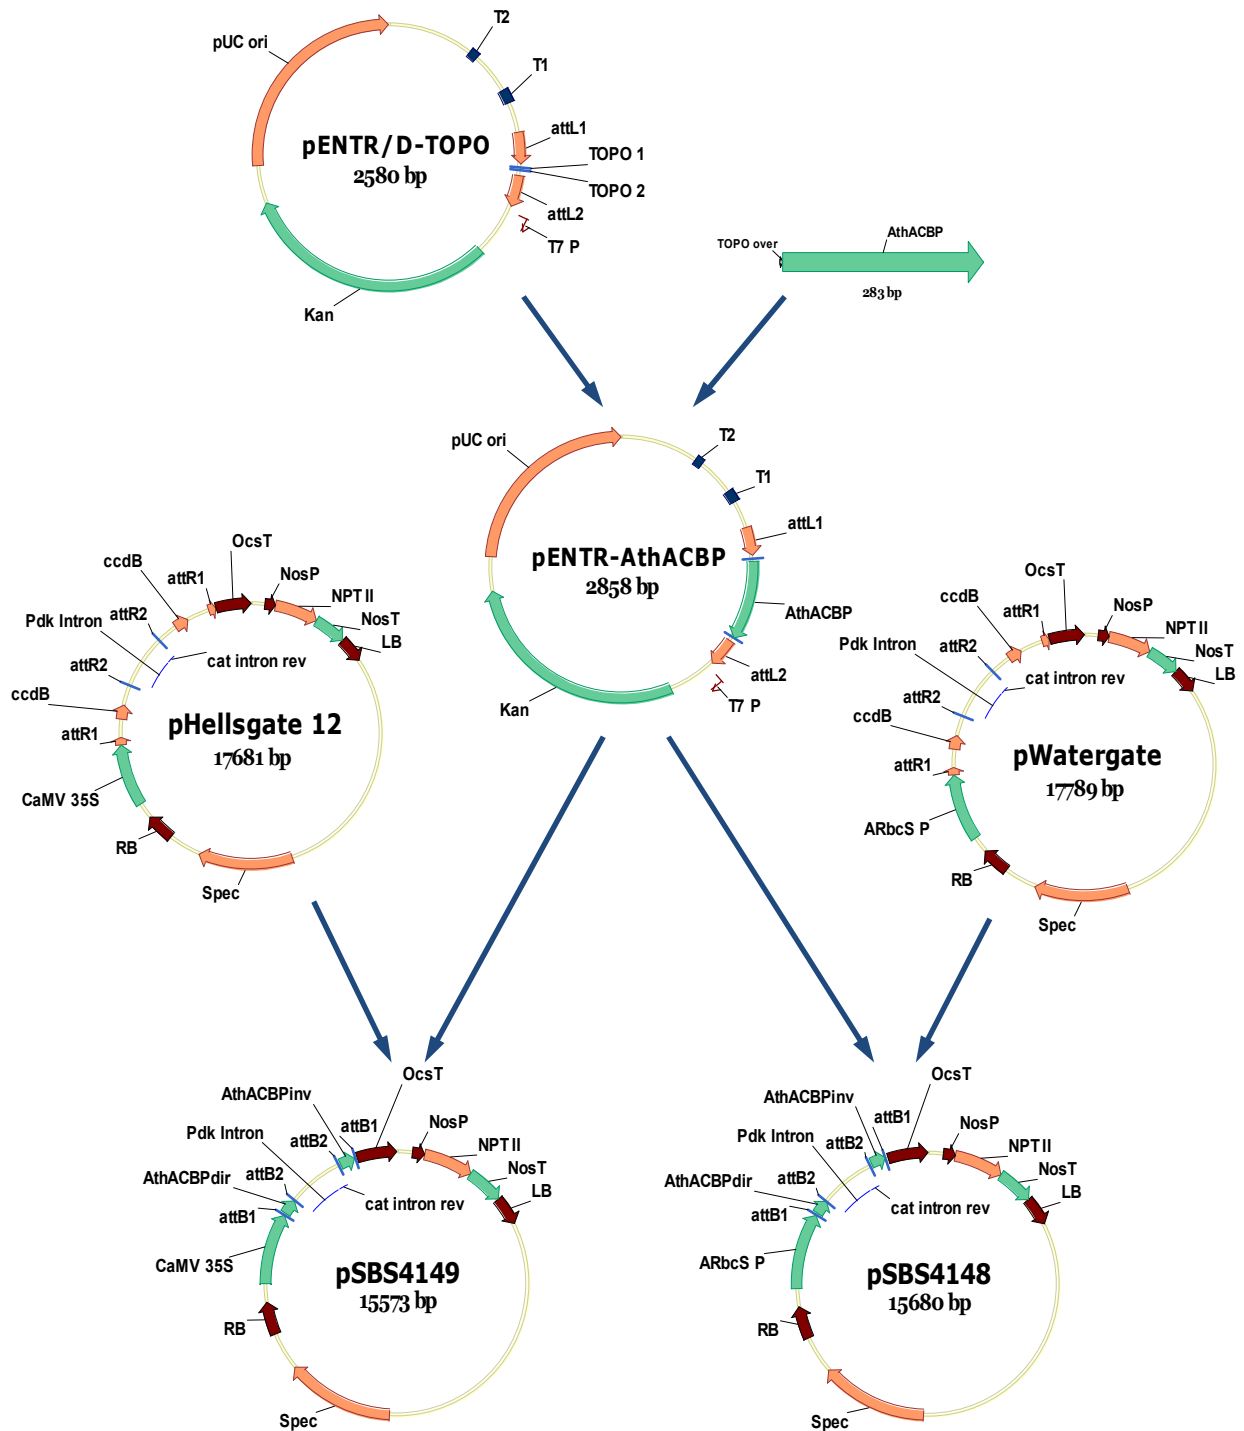 T2
pUC ori
T1
attL1
pENTR/D-TOPO
2580 bp
TOPO 1
TOPO 2
attL2
T7 P
Kan
TOPO over
AthACBP
283 bp
T2
pUC ori
T1
attL1
pENTR-AthACBP
2858 bp
AthACBP
attL2
T7 P
Kan
OcsT
ccdB
attR1
NosP
NPT II
NosT
LB
attR2
Pdk Intron
cat intron rev
attR2
ccdB
attR1
pHellsgate 12
17681 bp
CaMV 35S
RB
Spec
OcsT
ccdB
attR1
NosP
NPT II
NosT
LB
attR2
Pdk Intron
cat intron rev
attR2
ccdB
attR1
pWatergate
17789 bp
ARbcS P
RB
Spec
OcsT
AthACBPinv
attB1
NosP
NPT II
NosT
LB
attB2
Pdk Intron
cat intron rev
attB2
AthACBPdir
attB1
CaMV 35S
pSBS4149
15573 bp
RB
Spec
OcsT
AthACBPinv
attB1
NosP
NPT II
NosT
LB
attB2
Pdk Intron
cat intron rev
attB2
AthACBPdir
attB1
ARbcS P
pSBS4148
15680 bp
RB
Spec